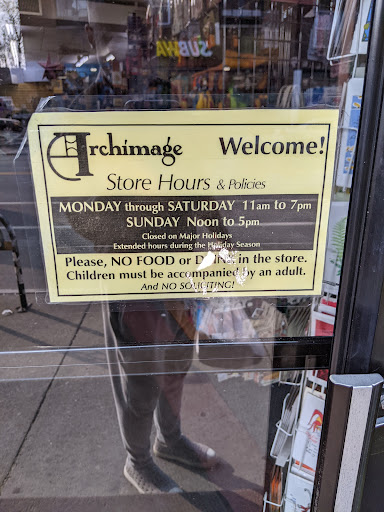 SUBWA
Archimage Welcome!
Store Hours & Policies
MONDAY through SATURDAY 11am to 7pm
SUNDAY Noon to 5pm
Closed on Major Holidays
Extended hours during the Holiday Season
Please, NO FOOD or DRINK in the store.
Children must be accompanied by an adult.
And NO SOLICITING!